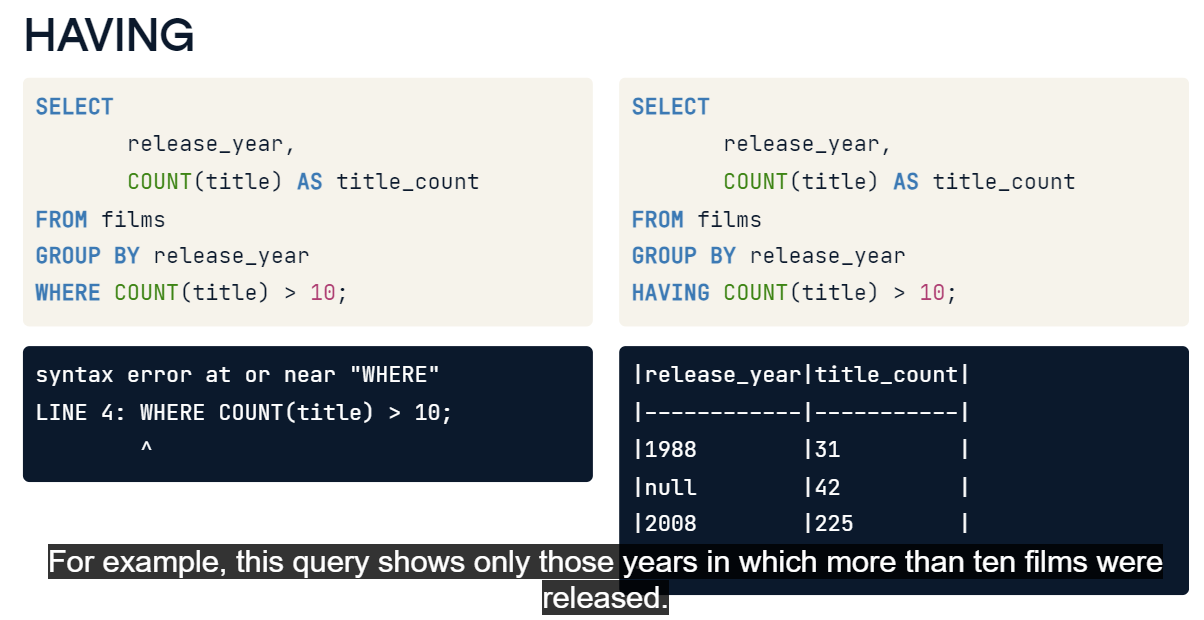 HAVING
SELECT
release_year,
COUNT(title) AS title_count
FROM films
GROUP BY release_year
WHERE COUNT(title) > 10;
syntax error at or near "WHERE"
LINE 4: WHERE COUNT(title) > 10;
^
SELECT
release_year,
COUNT(title) AS title_count
FROM films
GROUP BY release_year
HAVING COUNT(title) > 10;
|release_year|title_count|
|------------|-----------|
|1988        |31         |
|null        |42         |
|2008        |225        |
For example, this query shows only those years in which more than ten films were
released.